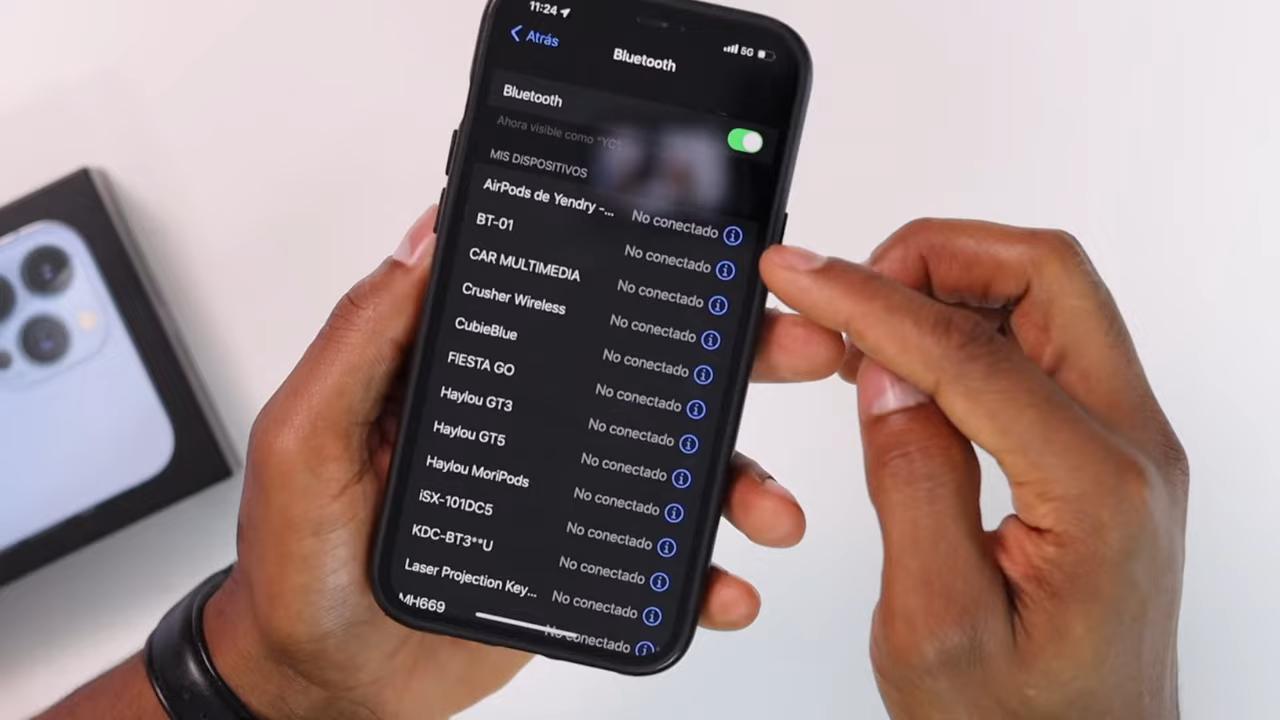 11:24
5G
Atrás
Bluetooth
Bluetooth
Ahora visible como "YC".
MIS DISPOSITIVOS
AirPods de Yendry -... No conectado
BT-01 No conectado
CAR MULTIMEDIA No conectado
Crusher Wireless No conectado
CubieBlue No conectado
FIESTA GO No conectado
Haylou GT3 No conectado
Haylou GT5 No conectado
Haylou MoriPods No conectado
iSX-101DC5 No conectado
KDC-BT3**U No conectado
Laser Projection Key... No conectado
MH669 No conectado